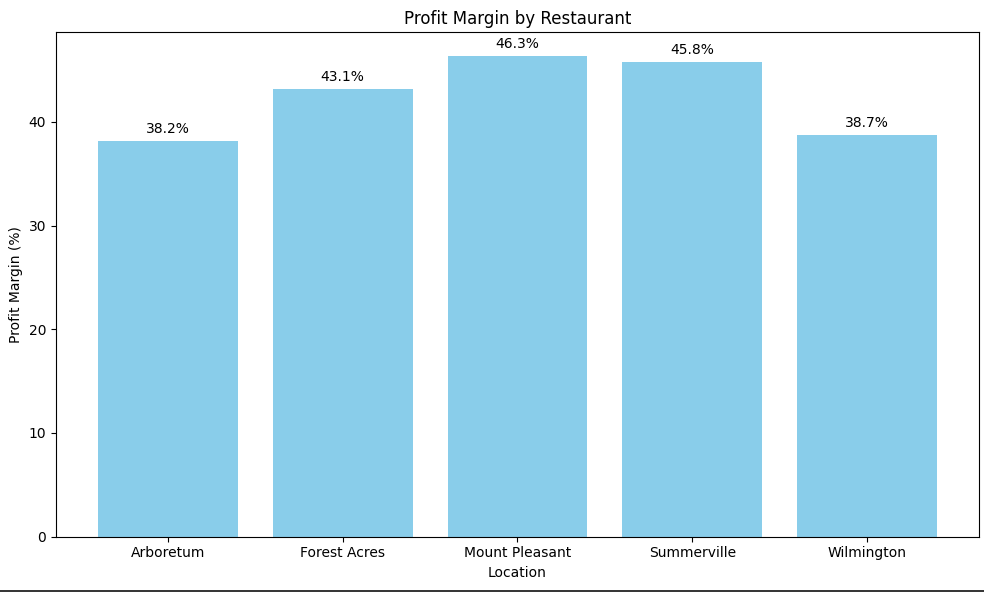 Profit Margin by Restaurant
46.3%
45.8%
43.1%
38.2%
38.7%
40
30
20
10
0
Profit Margin (%)
Arboretum Forest Acres Mount Pleasant Summerville Wilmington
Location